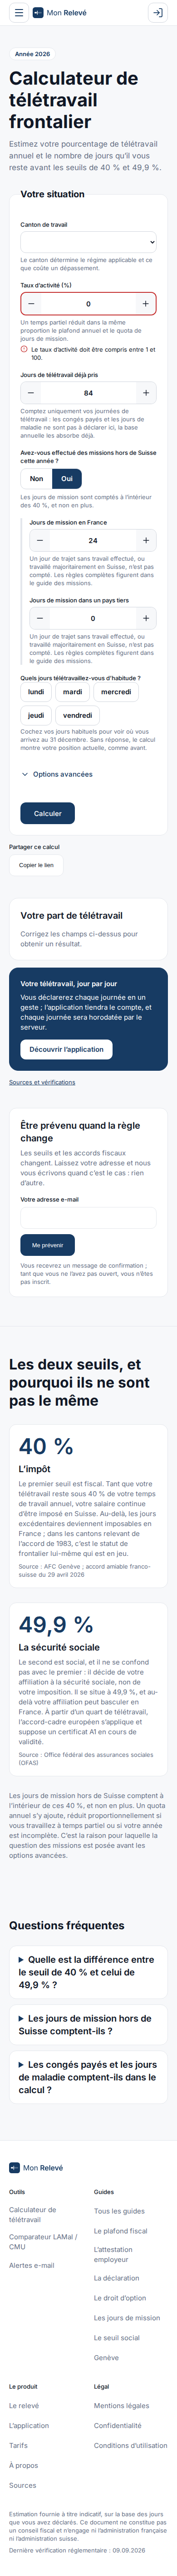 Mon Relevé
Année 2026
Calculateur de
télétravail
frontalier
Estimez votre pourcentage de télétravail
annuel et le nombre de jours qu'il vous
reste avant les seuils de 40 % et 49,9 %.
Votre situation
Canton de travail
Le canton détermine le régime applicable et ce
que coûte un dépassement.
Taux d'activité (%)
0
Un temps partiel réduit dans la même
proportion le plafond annuel et le quota de
jours de mission.
Le taux d'activité doit être compris entre 1 et
100.
Jours de télétravail déjà pris
84
Comptez uniquement vos journées de
télétravail : les congés payés et les jours de
maladie ne sont pas à déclarer ici, la base
annuelle les absorbe déjà.
Avez-vous effectué des missions hors de Suisse
cette année ?
Non
Oui
Les jours de mission sont comptés à l'intérieur
des 40 %, et non en plus.
Jours de mission en France
24
Un jour de trajet sans travail effectué, ou
travaillé majoritairement en Suisse, n'est pas
compté. Les règles complètes figurent dans
le guide des missions.
Jours de mission dans un pays tiers
0
Un jour de trajet sans travail effectué, ou
travaillé majoritairement en Suisse, n'est pas
compté. Les règles complètes figurent dans
le guide des missions.
Quels jours télétravaillez-vous d'habitude ?
lundi
mardi
mercredi
jeudi
vendredi
Cochez vos jours habituels pour voir où vous
arrivez au 31 décembre. Sans réponse, le calcul
montre votre position actuelle, comme avant.
Options avancées
Calculer
Partager ce calcul
Copier le lien
Votre part de télétravail
Corrigez les champs ci-dessus pour
obtenir un résultat.
Votre télétravail, jour par jour
Vous déclarerez chaque journée en un
geste ; l'application tiendra le compte, et
chaque journée sera horodatée par le
serveur.
Découvrir l'application
Sources et vérifications
Être prévenu quand la règle
change
Les seuils et les accords fiscaux
changent. Laissez votre adresse et nous
vous écrivons quand c'est le cas : rien
d'autre.
Votre adresse e-mail
Me prévenir
Vous recevrez un message de confirmation ;
tant que vous ne l'avez pas ouvert, vous n'êtes
pas inscrit.
Les deux seuils, et
pourquoi ils ne sont
pas le même
40 %
L'impôt
Le premier seuil est fiscal. Tant que votre
télétravail reste sous 40 % de votre temps
de travail annuel, votre salaire continue
d'être imposé en Suisse. Au-delà, les jours
excédentaires deviennent imposables en
France ; dans les cantons relevant de
l'accord de 1983, c'est le statut de
frontalier lui-même qui est en jeu.
Source : AFC Genève ; accord amiable franco-
suisse du 29 avril 2026
49,9 %
La sécurité sociale
Le second est social, et il ne se confond
pas avec le premier : il décide de votre
affiliation à la sécurité sociale, non de
votre imposition. Il se situe à 49,9 %, et au-
delà votre affiliation peut basculer en
France. À partir d'un quart de télétravail,
l'accord-cadre européen s'applique et
suppose un certificat A1 en cours de
validité.
Source : Office fédéral des assurances sociales
(OFAS)
Les jours de mission hors de Suisse comptent à
l'intérieur de ces 40 %, et non en plus. Un quota
annuel s'y ajoute, réduit proportionnellement si
vous travaillez à temps partiel ou si votre année
est incomplète. C'est la raison pour laquelle la
question des missions est posée avant les
options avancées.
Questions fréquentes
Quelle est la différence entre
le seuil de 40 % et celui de
49,9 % ?
Les jours de mission hors de
Suisse comptent-ils ?
Les congés payés et les jours
de maladie comptent-ils dans le
calcul ?
Mon Relevé
Outils
Calculateur de
télétravail
Comparateur LAMal /
CMU
Alertes e-mail
Guides
Tous les guides
Le plafond fiscal
L'attestation
employeur
La déclaration
Le droit d'option
Les jours de mission
Le seuil social
Genève
Le produit
Le relevé
L'application
Tarifs
À propos
Sources
Légal
Mentions légales
Confidentialité
Conditions d'utilisation
Estimation fournie à titre indicatif, sur la base des jours
que vous avez déclarés. Ce document ne constitue pas
un conseil fiscal et n'engage ni l'administration française
ni l'administration suisse.
Dernière vérification réglementaire : 09.09.2026